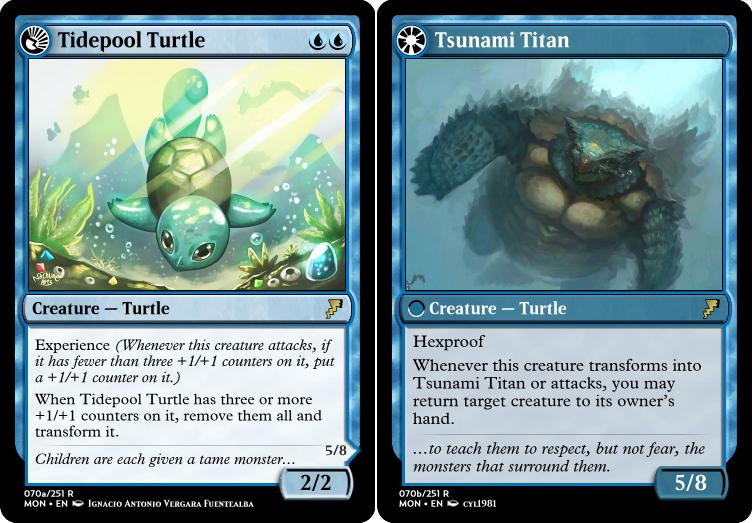 Tidepool Turtle
Creature — Turtle
Experience (Whenever this creature attacks, if
it has fewer than three +1/+1 counters on it, put
a +1/+1 counter on it.)
When Tidepool Turtle has three or more
+1/+1 counters on it, remove them all and
transform it.
Children are each given a tame monster...
5/8
2/2
070a/251 R
MON • EN Ignacio Antonio Vergara Fuentealba
Tsunami Titan
Creature — Turtle
Hexproof
Whenever this creature transforms into
Tsunami Titan or attacks, you may
return target creature to its owner's
hand.
...to teach them to respect, but not fear, the
monsters that surround them.
5/8
070b/251 R
MON • EN cyl1981